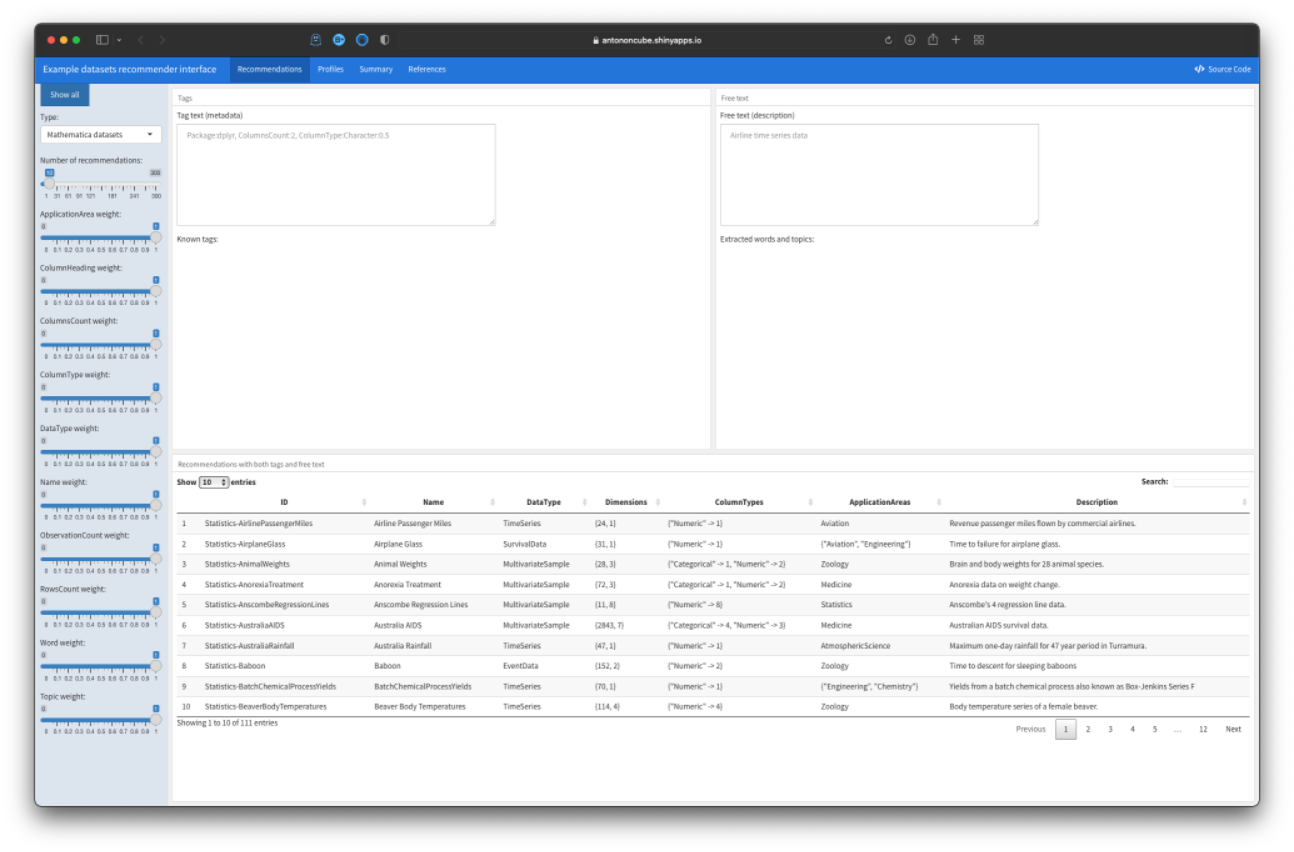 antononcube.shinyapps.io
Example datasets recommender interface Recommendations Profiles Summary References </> Source Code
Show all
Type:
Mathematica datasets
Number of recommendations:
10 300
1 31 61 91 121 181 241 300
ApplicationArea weight:
0 1
0 0.1 0.2 0.3 0.4 0.5 0.6 0.7 0.8 0.9 1
ColumnHeading weight:
0 1
0 0.1 0.2 0.3 0.4 0.5 0.6 0.7 0.8 0.9 1
ColumnsCount weight:
0 1
0 0.1 0.2 0.3 0.4 0.5 0.6 0.7 0.8 0.9 1
ColumnType weight:
0 1
0 0.1 0.2 0.3 0.4 0.5 0.6 0.7 0.8 0.9 1
DataType weight:
0 1
0 0.1 0.2 0.3 0.4 0.5 0.6 0.7 0.8 0.9 1
Name weight:
0 1
0 0.1 0.2 0.3 0.4 0.5 0.6 0.7 0.8 0.9 1
ObservationCount weight:
0 1
0 0.1 0.2 0.3 0.4 0.5 0.6 0.7 0.8 0.9 1
RowsCount weight:
0 1
0 0.1 0.2 0.3 0.4 0.5 0.6 0.7 0.8 0.9 1
Word weight:
0 1
0 0.1 0.2 0.3 0.4 0.5 0.6 0.7 0.8 0.9 1
Topic weight:
0 1
0 0.1 0.2 0.3 0.4 0.5 0.6 0.7 0.8 0.9 1
Tags
Tag text (metadata)
Package:dplyr, ColumnsCount:2, ColumnType:Character:0.5
Known tags:
Free text
Free text (description)
Airline time series data
Extracted words and topics:
Recommendations with both tags and free text
Show 10 entries Search:
ID Name DataType Dimensions ColumnTypes ApplicationAreas Description
1 Statistics-AirlinePassengerMiles Airline Passenger Miles TimeSeries {24, 1} {"Numeric" -> 1} Aviation Revenue passenger miles flown by commercial airlines.
2 Statistics-AirplaneGlass Airplane Glass SurvivalData {31, 1} {"Numeric" -> 1} {"Aviation", "Engineering"} Time to failure for airplane glass.
3 Statistics-AnimalWeights Animal Weights MultivariateSample {28, 3} {"Categorical" -> 1, "Numeric" -> 2} Zoology Brain and body weights for 28 animal species.
4 Statistics-AnorexiaTreatment Anorexia Treatment MultivariateSample {72, 3} {"Categorical" -> 1, "Numeric" -> 2} Medicine Anorexia data on weight change.
5 Statistics-AnscombeRegressionLines Anscombe Regression Lines MultivariateSample {11, 8} {"Numeric" -> 8} Statistics Anscombe's 4 regression line data.
6 Statistics-AustraliaAIDS Australia AIDS MultivariateSample {2843, 7} {"Categorical" -> 4, "Numeric" -> 3} Medicine Australian AIDS survival data.
7 Statistics-AustraliaRainfall Australia Rainfall TimeSeries {47, 1} {"Numeric" -> 1} AtmosphericScience Maximum one-day rainfall for 47 year period in Turramura.
8 Statistics-Baboon Baboon EventData {152, 2} {"Numeric" -> 2} Zoology Time to descent for sleeping baboons
9 Statistics-BatchChemicalProcessYields BatchChemicalProcessYields TimeSeries {70, 1} {"Numeric" -> 1} {"Engineering", "Chemistry"} Yields from a batch chemical process also known as Box-Jenkins Series F
10 Statistics-BeaverBodyTemperatures Beaver Body Temperatures TimeSeries {114, 4} {"Numeric" -> 4} Zoology Body temperature series of a female beaver.
Showing 1 to 10 of 111 entries
Previous 1 2 3 4 5 ... 12 Next